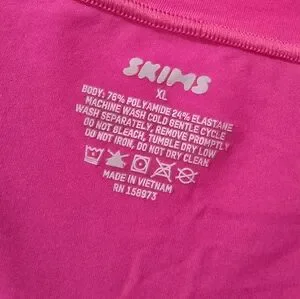 SKIMS
XL
BODY: 76% POLYAMIDE 24% ELASTANE
MACHINE WASH COLD GENTLE CYCLE
WASH SEPARATELY, REMOVE PROMPTLY
DO NOT BLEACH, TUMBLE DRY LOW
DO NOT IRON, DO NOT DRY CLEAN
MADE IN VIETNAM
RN 158973